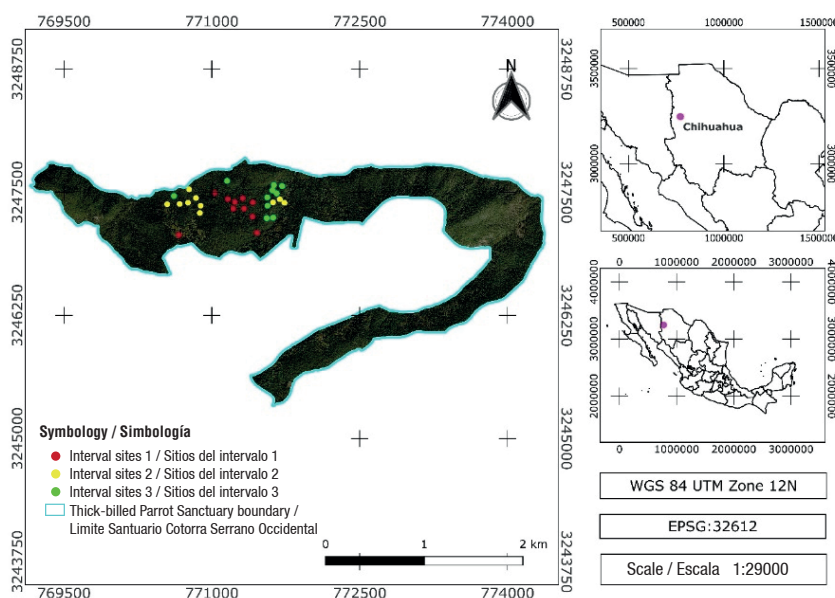 769500 771000 772500 774000
3248750 3248750
N
3247500 3247500
3246250 3246250
3245000 3245000
3243750 3243750
Symbology / Simbología
Interval sites 1 / Sitios del intervalo 1
Interval sites 2 / Sitios del intervalo 2
Interval sites 3 / Sitios del intervalo 3
Thick-billed Parrot Sanctuary boundary /
Limite Santuario Cotorra Serrano Occidental
0 1 2 km
769500 771000 772500 774000
500000 1000000 1500000
3500000 3500000
Chihuahua
3000000 3000000
500000 1000000 1500000
0 1000000 2000000 3000000
4000000 4000000
3000000 3000000
2000000 2000000
0 1000000 2000000 3000000
WGS 84 UTM Zone 12N
EPSG:32612
Scale / Escala 1:29000